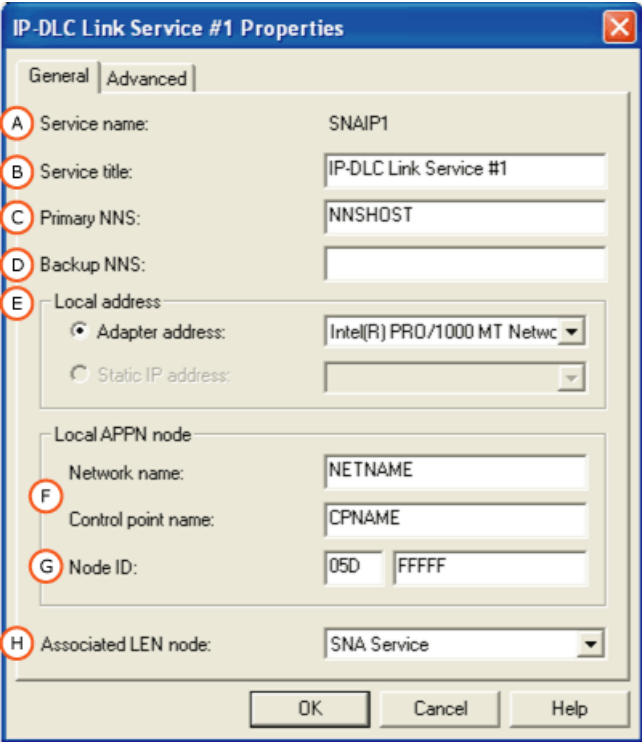 IP-DLC Link Service #1 Properties
General Advanced
A Service name: SNAIP1
B Service title: IP-DLC Link Service #1
C Primary NNS: NNSHOST
D Backup NNS:
E Local address
Adapter address: Intel(R) PRO/1000 MT Netwc
Static IP address:
Local APPN node
Network name: NETNAME
F
Control point name: CPNAME
G Node ID: 05D FFFFF
H Associated LEN node: SNA Service
OK Cancel Help